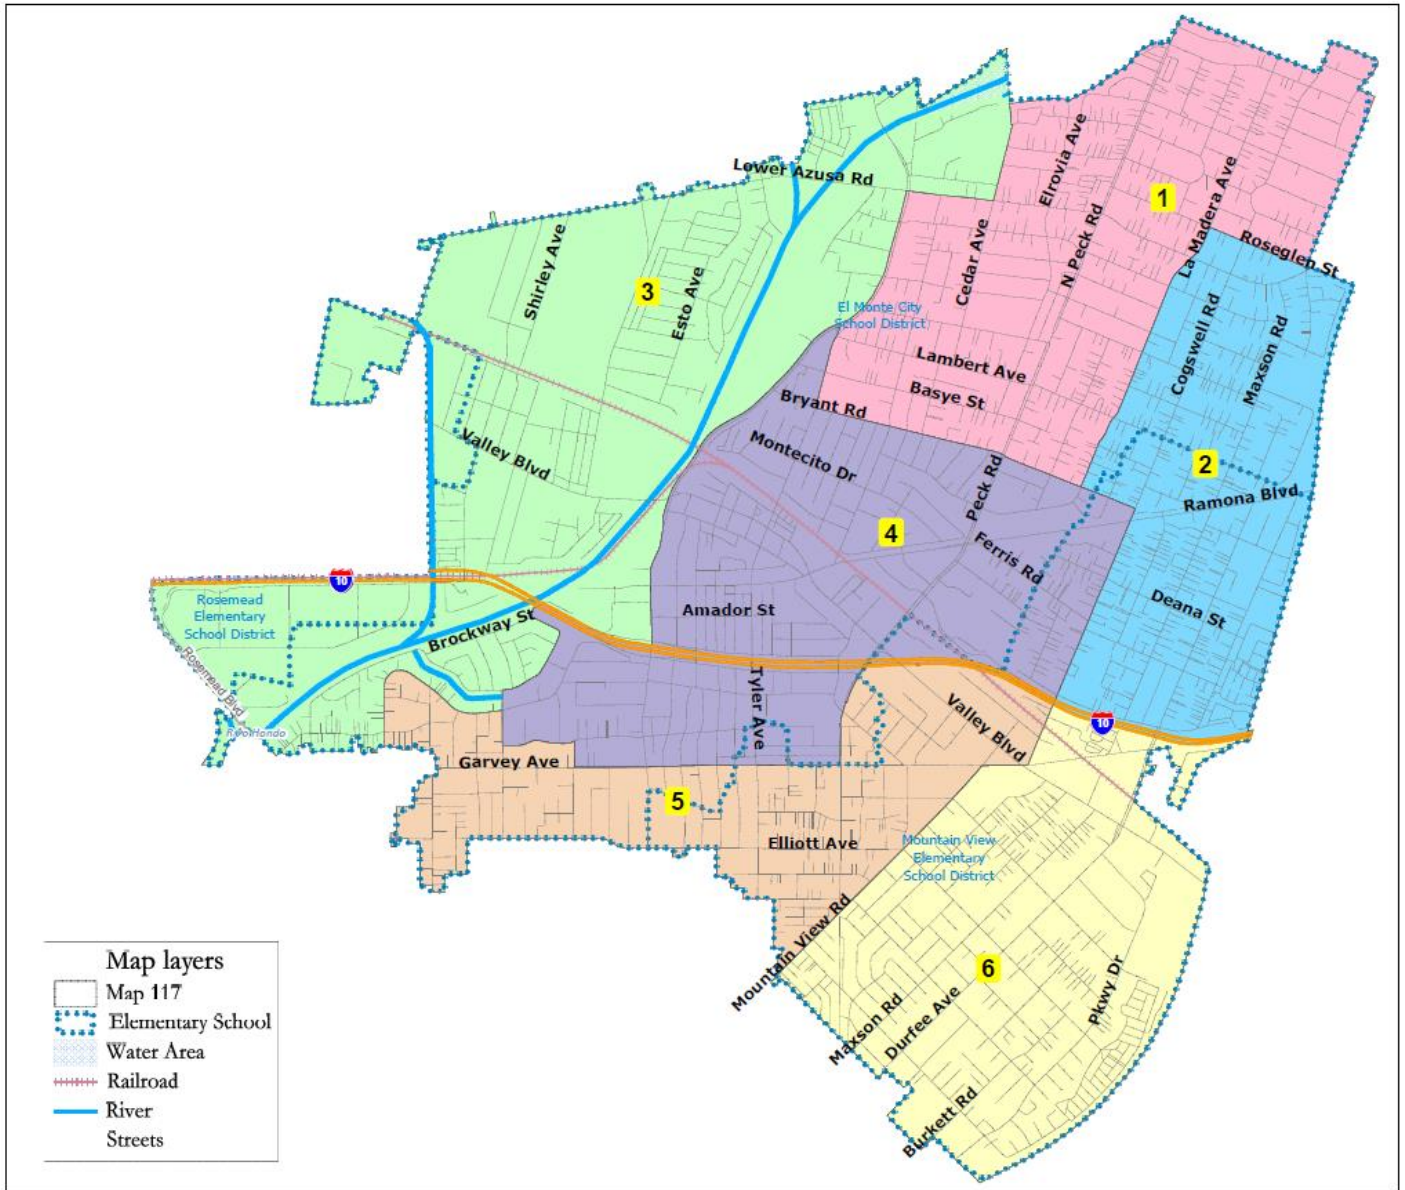 Lower Azusa Rd
Elrovia Ave
1
La Madera Ave
N Peck Rd
Cedar Ave
Roseglen St
Shirley Ave
3
Esto Ave
El Monte City
School District
Cogswell Rd
Maxson Rd
Lambert Ave
Basye St
Bryant Rd
Montecito Dr
Valley Blvd
Peck Rd
2
Ramona Blvd
4
Ferris Rd
10
Rosemead
Elementary
School District
Amador St
Deana St
Brockway St
Rosemead Blvd
Rio Hondo
Tyler Ave
Valley Blvd
10
Garvey Ave
5
Elliott Ave
Mountain View
Elementary
School District
Mountain View Rd
6
Maxson Rd
Durfee Ave
Pkwy Dr
Burkett Rd
Map layers
Map 117
Elementary School
Water Area
Railroad
River
Streets